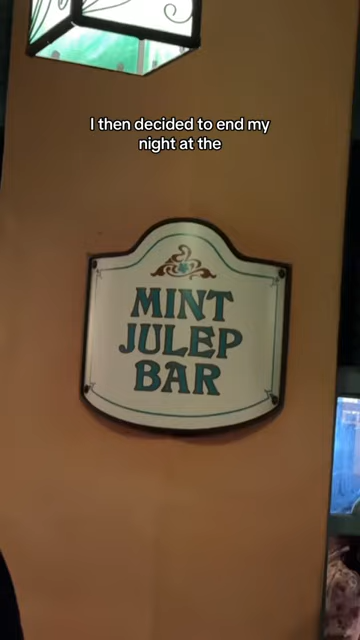 I then decided to end my
night at the
MINT
JULEP
BAR